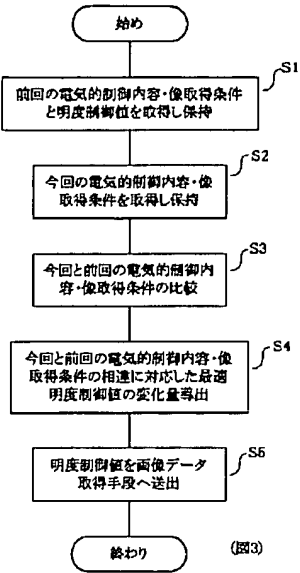 始め
S1
前回の電気的制御内容・像取得条件
と明度制御値を取得し保持
S2
今回の電気的制御内容・像
取得条件を取得し保持
S3
今回と前回の電気的制御内
容・像取得条件の比較
S4
今回と前回の電気的制御内容・像
取得条件の相違に対応した最適
明度制御値の変化量導出
S5
明度制御値を画像データ
取得手段へ送出
終わり
(図3)